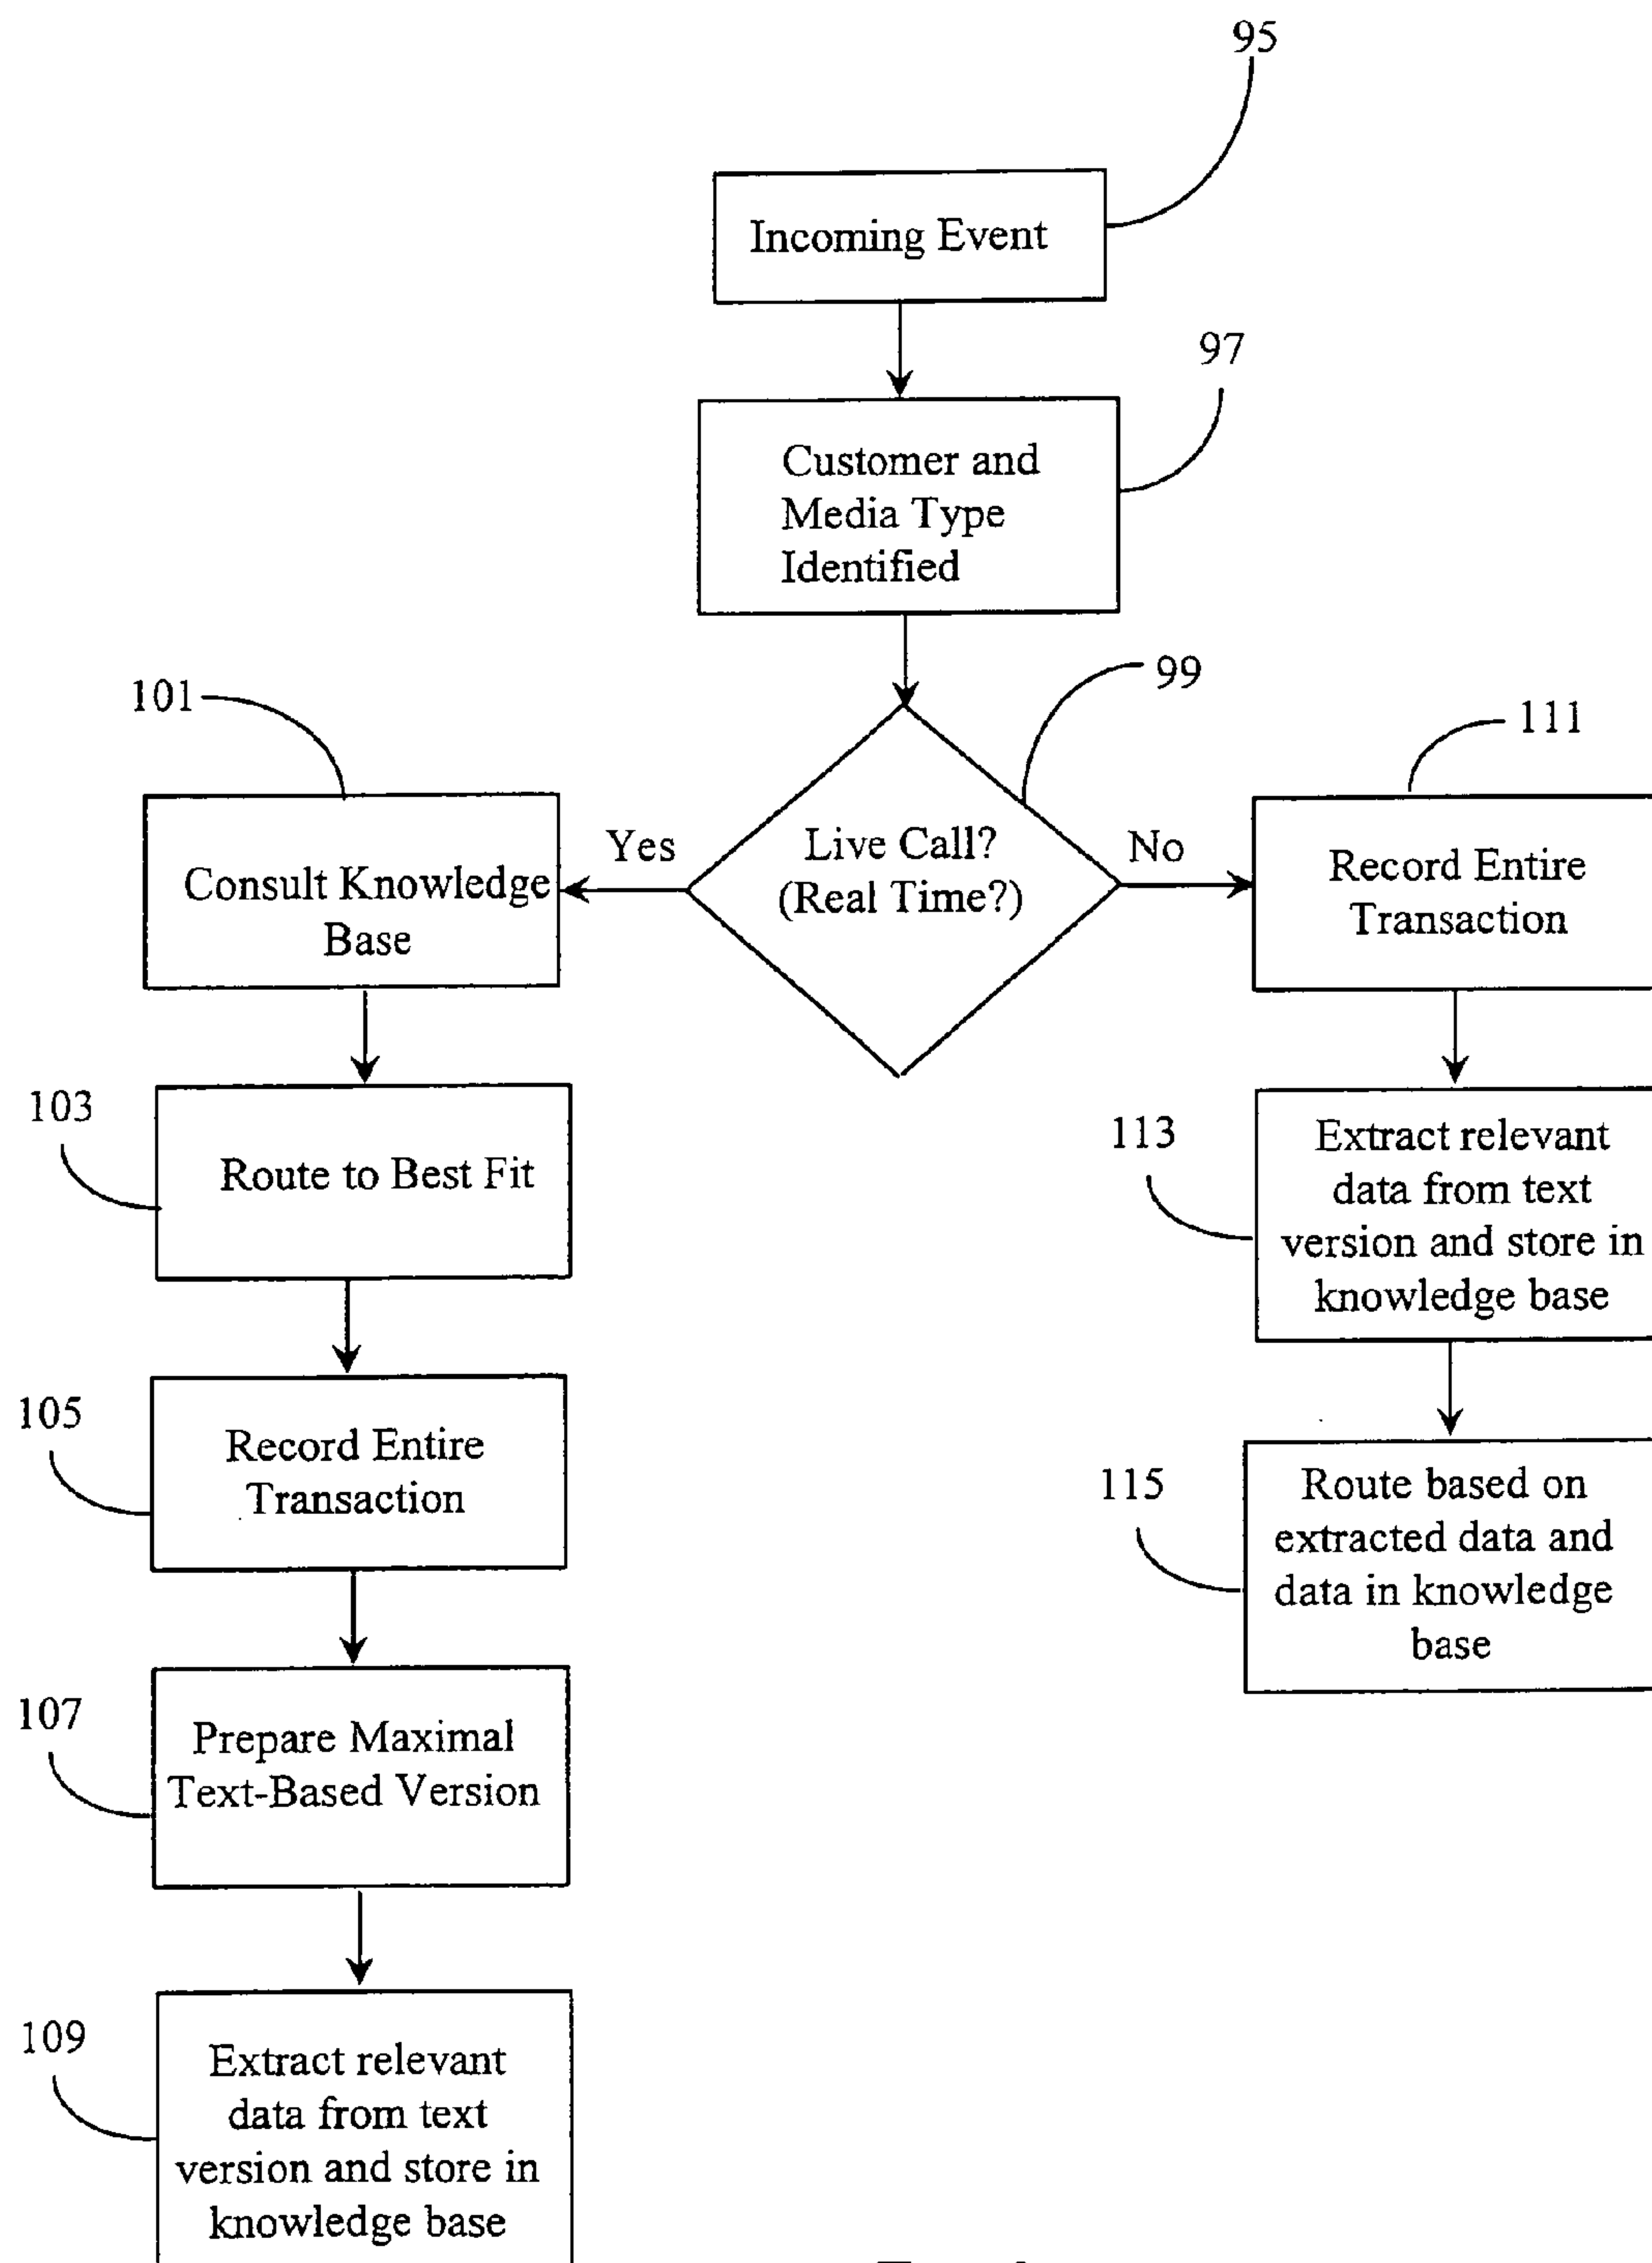 95
Incoming Event
97
Customer and
Media Type
Identified
99
101
111
Live Call?
(Real Time?)
Yes
No
Consult Knowledge
Base
Record Entire
Transaction
103
Route to Best Fit
113
Extract relevant
data from text
version and store in
knowledge base
105
Record Entire
Transaction
115
Route based on
extracted data and
data in knowledge
base
107
Prepare Maximal
Text-Based Version
109
Extract relevant
data from text
version and store in
knowledge base